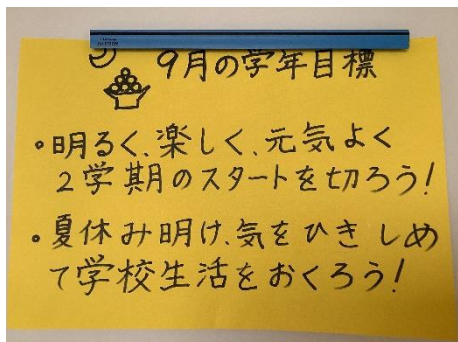 9月の学年目標
・明るく、楽しく、元気よく
2学期のスタートを切ろう!
・夏休み明け、気をひきしめ
て学校生活をおくろう!